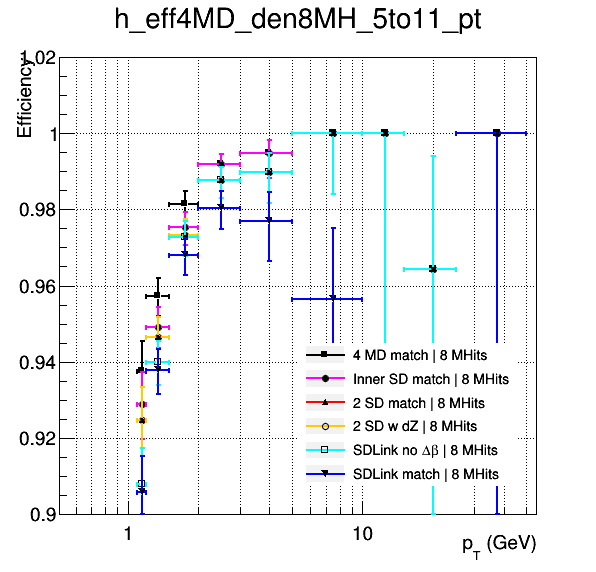 h_eff4MD_den8MH_5to11_pt
Efficiency
1.02
1
0.98
0.96
0.94
0.92
0.9
4 MD match | 8 MHits
Inner SD match | 8 MHits
2 SD match | 8 MHits
2 SD w dZ | 8 MHits
SDLink no Δβ | 8 MHits
SDLink match | 8 MHits
1
10
p_T (GeV)